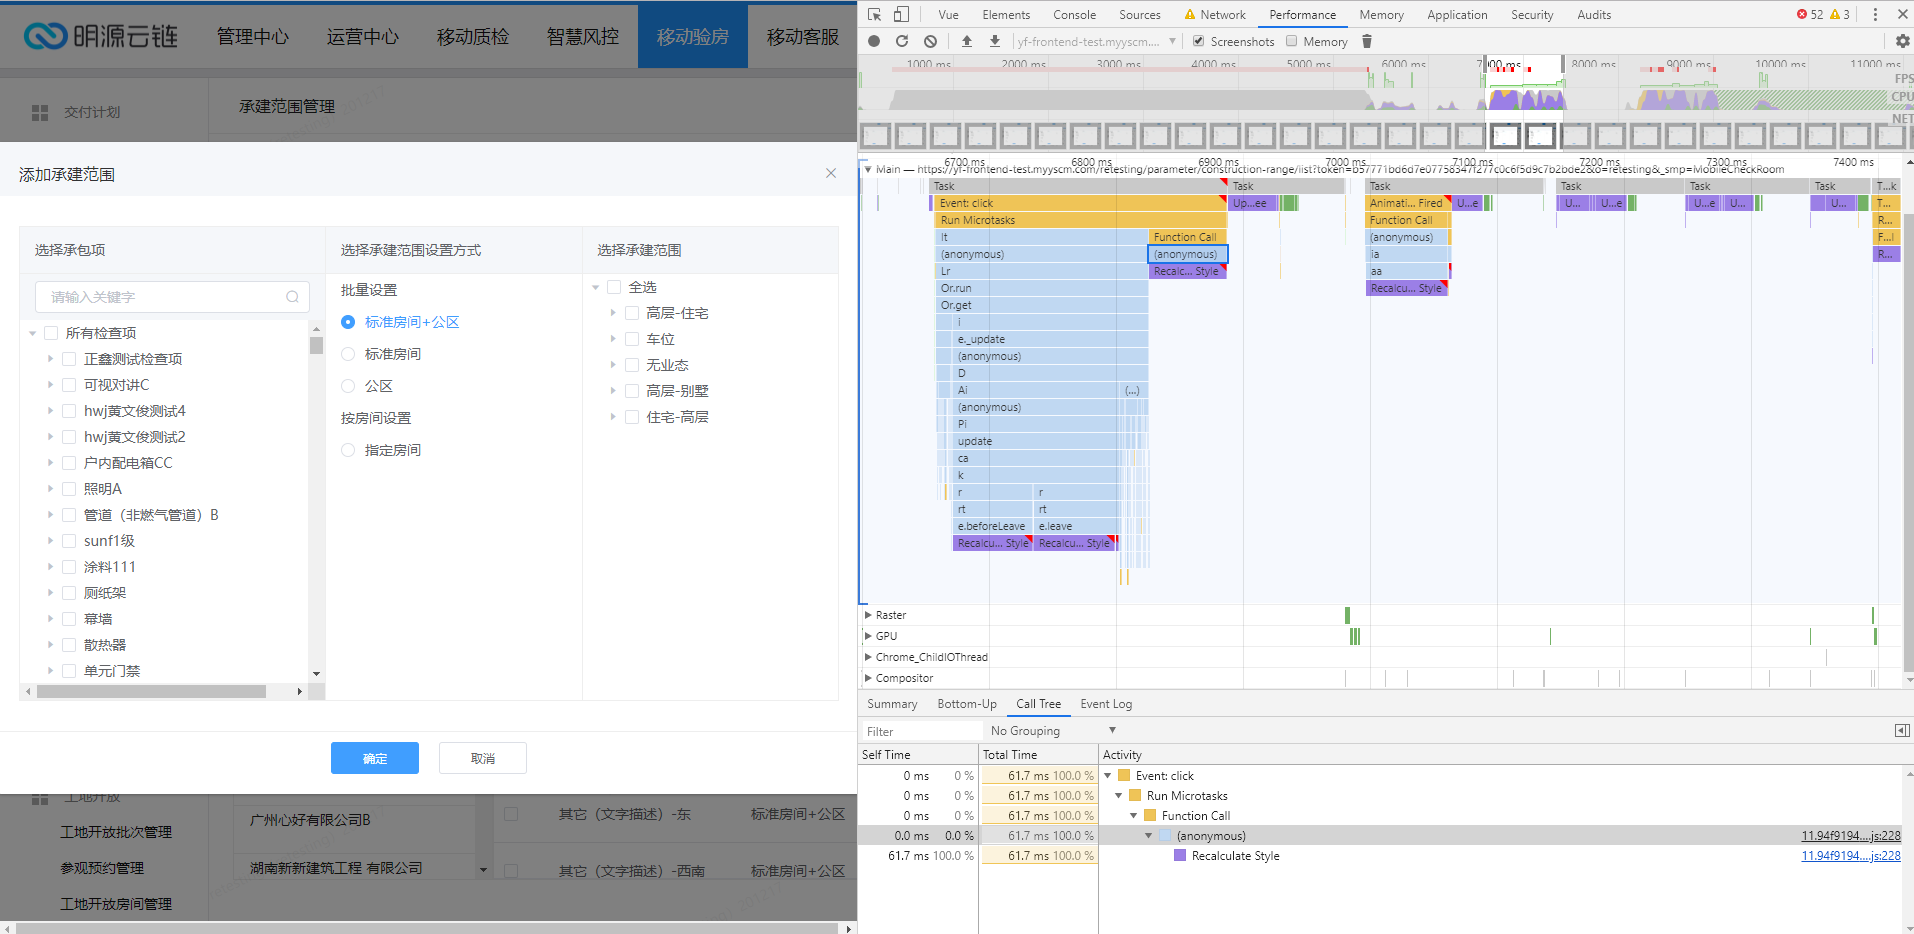 明源云链
管理中心 运营中心 移动质检 智慧风控 移动验房 移动客服
交付计划
承建范围管理
添加承建范围
选择承包项
请输入关键字
所有检查项
正鑫测试检查项
可视对讲C
hwj黄文俊测试4
hwj黄文俊测试2
户内配电箱CC
照明A
管道（非燃气管道）B
sunf1级
涂料111
厕纸架
幕墙
散热器
单元门禁
选择承建范围设置方式
批量设置
标准房间+公区
标准房间
公区
按房间设置
指定房间
选择承建范围
全选
高层-住宅
车位
无业态
高层-别墅
住宅-高层
确定 取消
工地开放
工地开放批次管理
参观预约管理
工地开放房间管理
广州心好有限公司B
湖南新新建筑工程 有限公司
其它（文字描述）-东 标准房间+公区
其它（文字描述）-西南 标准房间+公区
Vue Elements Console Sources Network Performance Memory Application Security Audits 52 3
yf-frontend-test.myyscm.... Screenshots Memory
1000 ms 2000 ms 3000 ms 4000 ms 5000 ms 6000 ms 7000 ms 8000 ms 9000 ms 10000 ms 11000 ms
FPS
CPU
NET
6700 ms 6800 ms 6900 ms 7000 ms 7100 ms 7200 ms 7300 ms 7400 ms
Task Task Task Task Task Task T...k
Event: click Up...ee Animati... Fired U...e U... U...e U...e U... U... T...
Run Microtasks Function Call R...
It Function Call (anonymous) F...l
(anonymous) (anonymous) ia R...
Lr Recalc... Style aa
Or.run Recalcu... Style
Or.get
i
e._update
(anonymous)
D
Ai (...)
(anonymous)
Pi
update
ca
k
r r
rt rt
e.beforeLeave e.leave
Recalcu... Style Recalcu... Style
Raster
GPU
Chrome_ChildIOThread
Compositor
Summary Bottom-Up Call Tree Event Log
Filter No Grouping
Self Time Total Time Activity
0 ms 0 % 61.7 ms 100.0 % Event: click
0 ms 0 % 61.7 ms 100.0 % Run Microtasks
0 ms 0 % 61.7 ms 100.0 % Function Call
0.0 ms 0.0 % 61.7 ms 100.0 % (anonymous) 11.94f9194....js:228
61.7 ms 100.0 % 61.7 ms 100.0 % Recalculate Style 11.94f9194....js:228